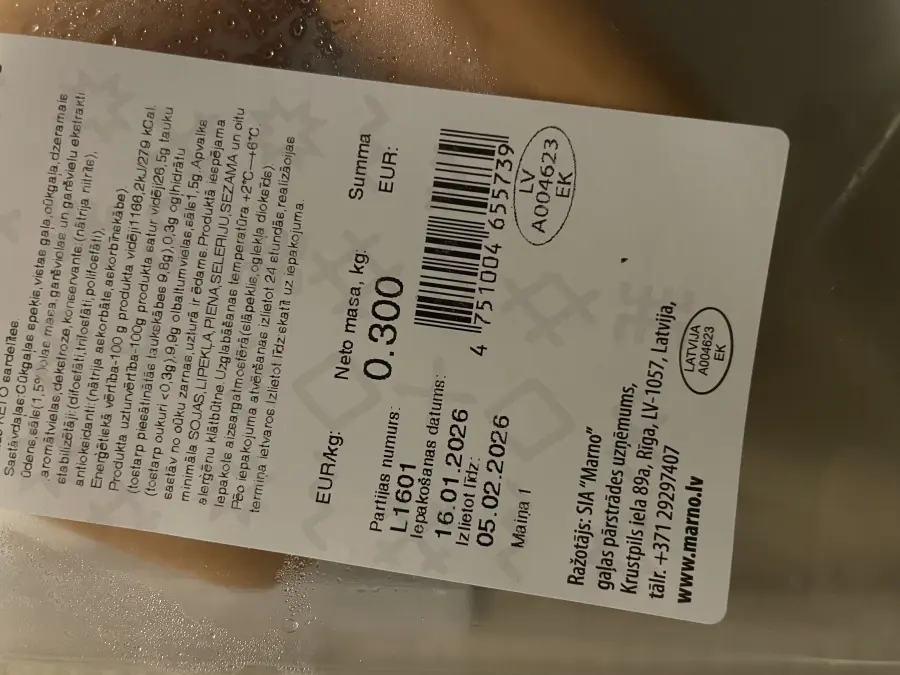 O sardelītes
Sastāvdaļas:Cūkgaļas speķis,vistas gaļa,cūkgaļa,dzeramais
ūdens,sāls(1,5%),olas masa,garšvielas un garšvielu ekstrakti
,aromātvielas,dekstroze,konservants:(nātrija nitrīts),
stabilizētāji:(difosfāti,trifosfāti,polifosfāti),
antioksidanti:(nātrija askorbāts,askorbīnskābe)
Enerģētiskā vērtība-100 g produkta vidēji1166,2kJ/279 kCal.
Produkta uzturvērtība-100g produkta satur vidēji26,5g tauku
(tostarp piesātinātās taukskābes 9,8g),0,3g ogļhidrātu
(tostarp cukuri <0,3g),9,9g olbaltumvielas,sāls1,5g.Apvalks
sastāv no cūku zarnas,uzturā ir ēdams.Produktā iespējama
minimāla SOJAS,LIPEKĻA,PIENA,SELERIJU,SEZAMA un citu
alerģēnu klātbūtne.Uzglabāšanas temperatūra +2°C—+6°C.
Iepakots aizsargatmosfērā(slāpeklis,oglekļa dioksīds).
Pēc iepakojuma atvēršanas izlietot 24 stundās,realizācijas
termiņa ietvaros.Izlietot līdz:skatīt uz iepakojuma.
EUR/kg:
Neto masa, kg:
0.300
Summa
EUR:
Partijas numurs:
L1601
Iepakošanas datums:
16.01.2026
Izlietot līdz:
05.02.2026
Maiņa 1
4 751004 655739
LV
A004623
EK
Ražotājs: SIA "Marno"
gaļas pārstrādes uzņēmums,
Krustpils iela 89a, Rīga, LV-1057, Latvija,
tālr. +371 29297407
www.marno.lv
LATVIJA
A004623
EK